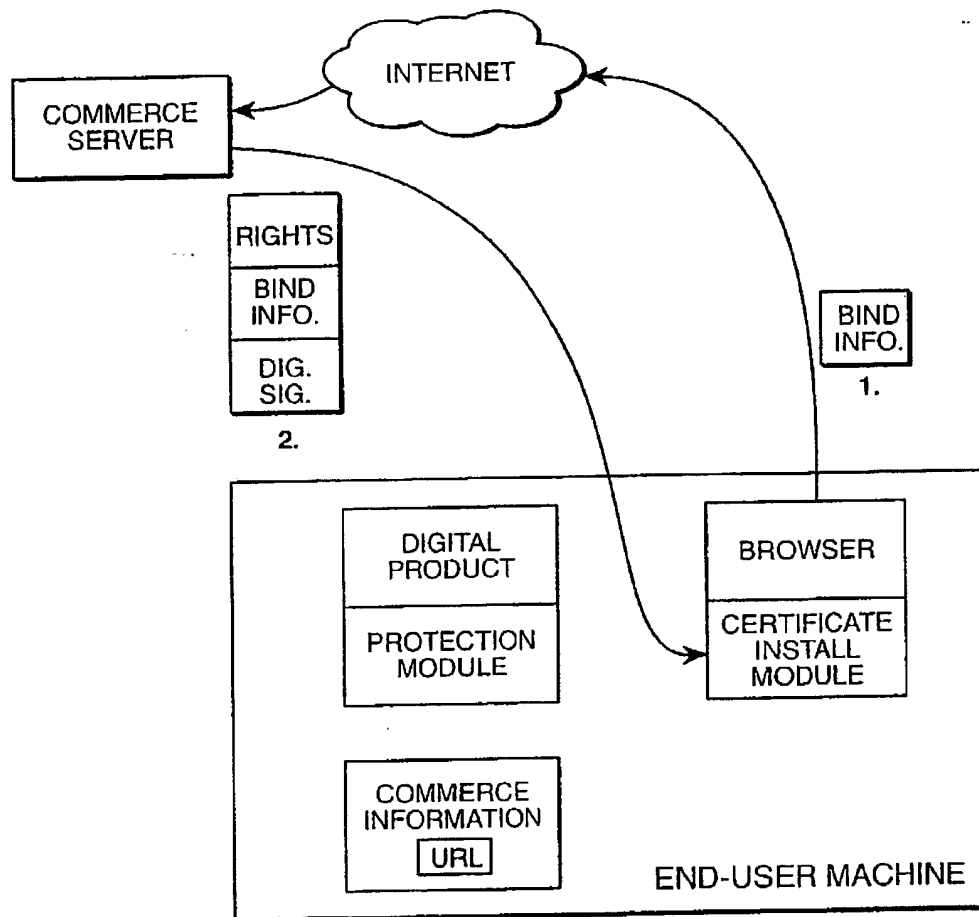 INTERNET
COMMERCE
SERVER
RIGHTS
BIND
INFO.
DIG.
SIG.
2.
BIND
INFO.
1.
DIGITAL
PRODUCT
PROTECTION
MODULE
BROWSER
CERTIFICATE
INSTALL
MODULE
COMMERCE
INFORMATION
URL
END-USER MACHINE